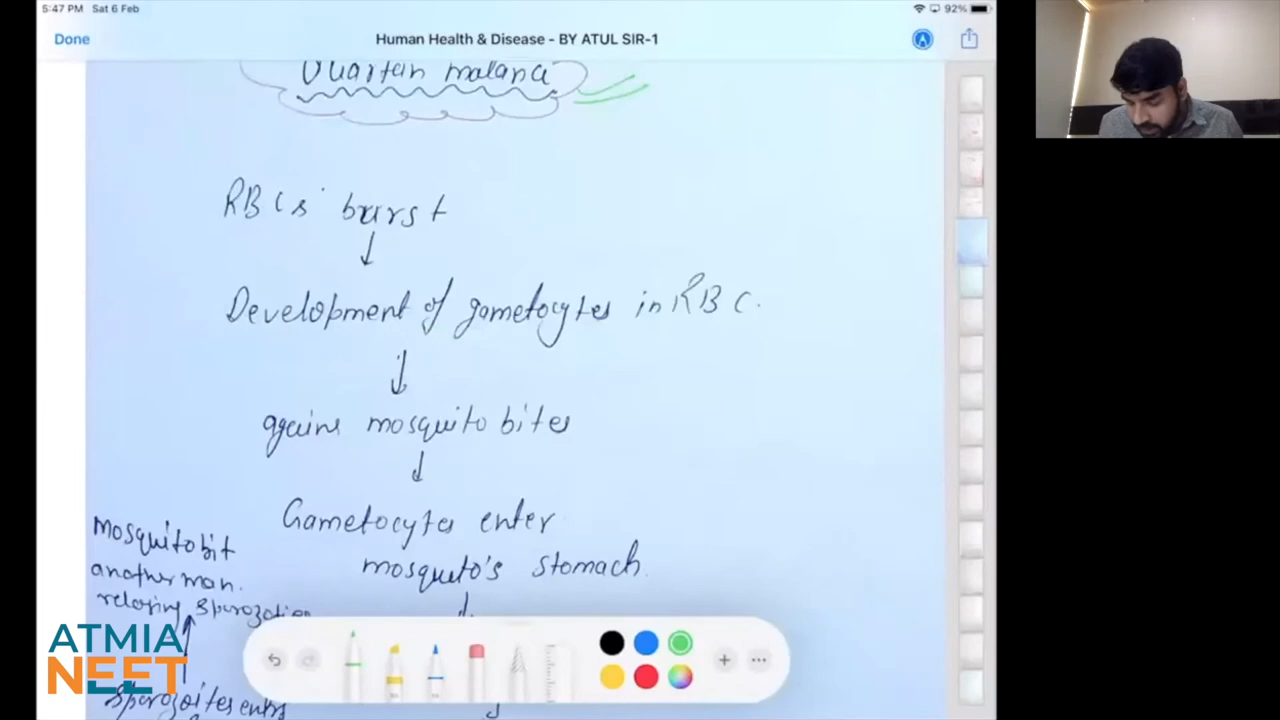 5:47 PM Sat 6 Feb
92%
Done
Human Health & Disease - BY ATUL SIR-1
Quartan malaria
RBCs burst
Development of gametocytes in RBC.
again mosquito bites
Gametocytes enter
mosquito's stomach.
Mosquito bit
another man.
Sporozoites enters
ATMIA
NEET